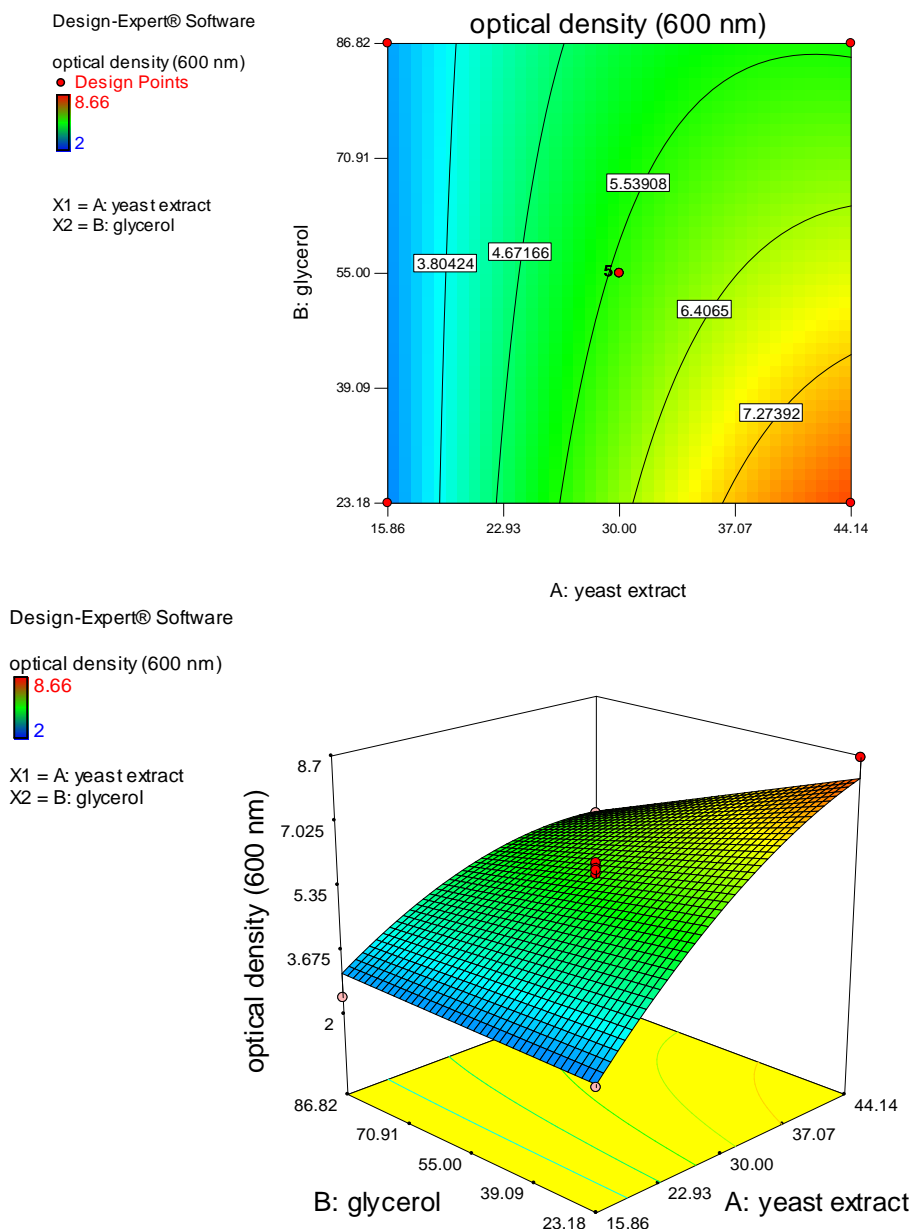 Design-Expert® Software
optical density (600 nm)
Design Points
8.66
2
X1 = A: yeast extract
X2 = B: glycerol
optical density (600 nm)
86.82
70.91
55.00
39.09
23.18
B: glycerol
5.53908
4.67166
3.80424
5
6.4065
7.27392
15.86
22.93
30.00
37.07
44.14
A: yeast extract
Design-Expert® Software
optical density (600 nm)
8.66
2
X1 = A: yeast extract
X2 = B: glycerol
optical density (600 nm)
8.7
7.025
5.35
3.675
2
86.82
70.91
55.00
39.09
23.18
B: glycerol
15.86
22.93
30.00
37.07
44.14
A: yeast extract